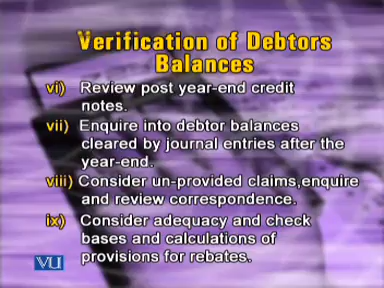 Verification of Debtors
Balances
vi) Review post year-end credit
notes.
vii) Enquire into debtor balances
cleared by journal entries after the
year-end.
viii) Consider un-provided claims,enquire
and review correspondence.
ix) Consider adequacy and check
bases and calculations of
provisions for rebates.
VU